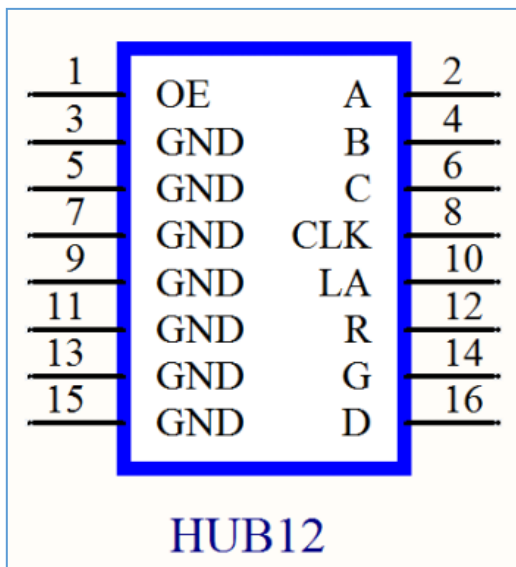 1 OE A 2
3 GND B 4
5 GND C 6
7 GND CLK 8
9 GND LA 10
11 GND R 12
13 GND G 14
15 GND D 16
HUB12